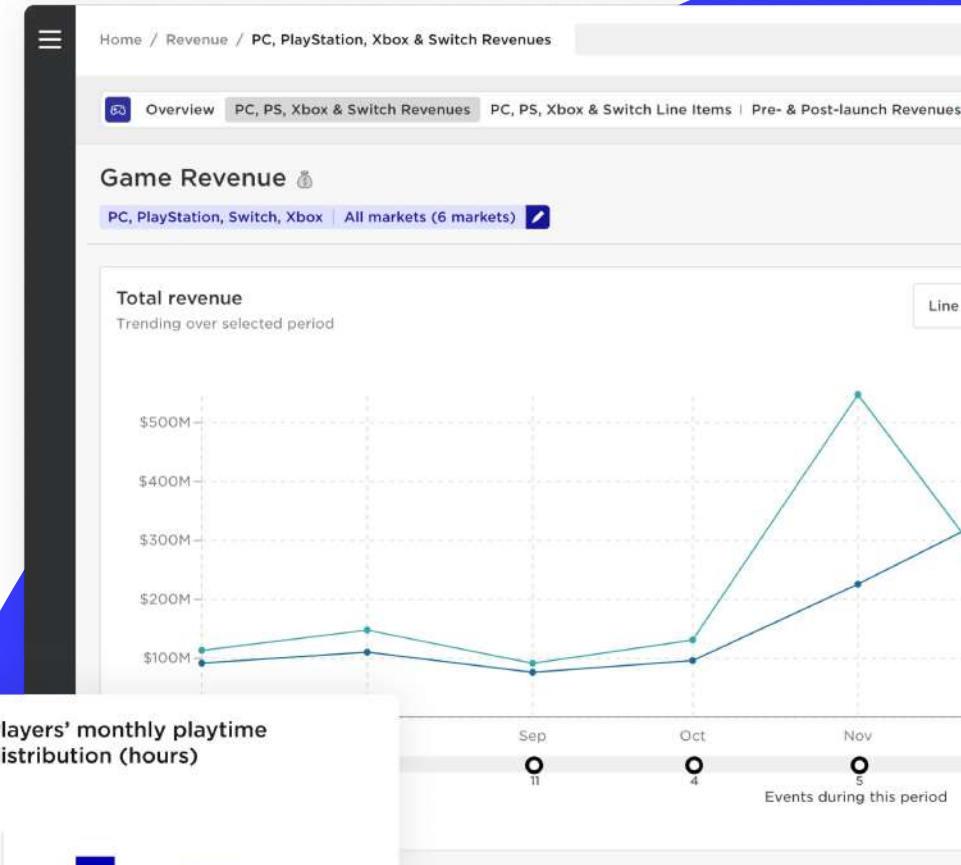 Home / Revenue / PC, PlayStation, Xbox & Switch Revenues
Overview PC, PS, Xbox & Switch Revenues PC, PS, Xbox & Switch Line Items | Pre- & Post-launch Revenues
Game Revenue
PC, PlayStation, Switch, Xbox | All markets (6 markets)
Total revenue
Trending over selected period
Line
$500M
$400M
$300M
$200M
$100M
Sep Oct Nov
11 4 5
Events during this period
layers' monthly playtime
istribution (hours)